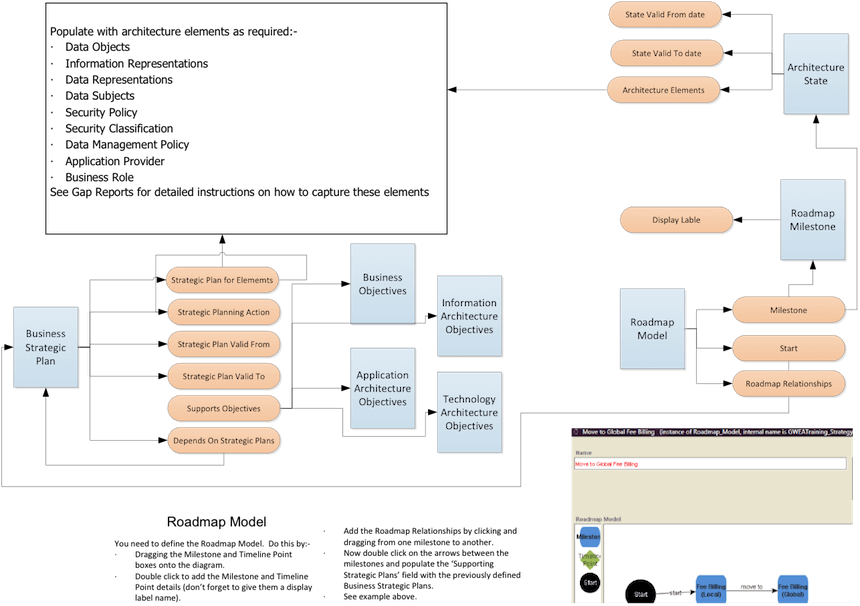 Populate with architecture elements as required:-
· Data Objects
· Information Representations
· Data Representations
· Data Subjects
· Security Policy
· Security Classification
· Data Management Policy
· Application Provider
· Business Role
See Gap Reports for detailed instructions on how to capture these elements
State Valid From date
State Valid To date
Architecture Elements
Architecture
State
Display Lable
Roadmap
Milestone
Roadmap
Model
Milestone
Start
Roadmap Relationships
Business
Strategic
Plan
Strategic Plan for Elememts
Strategic Planning Action
Strategic Plan Valid From
Strategic Plan Valid To
Supports Objectives
Depends On Strategic Plans
Business
Objectives
Information
Architecture
Objectives
Application
Architecture
Objectives
Technology
Architecture
Objectives
Move to Global Fee Billing (instance of Roadmap_Model, internal name is GWEATraining_Strategy
Name
Move to Global Fee Billing
Roadmap Model
Milestone
Timeline
Point
Start
Start
start
Fee Billing
(Local)
move to
Fee Billing
(Global)
Roadmap Model
You need to define the Roadmap Model. Do this by:-
· Dragging the Milestone and Timeline Point
boxes onto the diagram.
· Double click to add the Milestone and Timeline
Point details (don't forget to give them a display
label name).
· Add the Roadmap Relationships by clicking and
dragging from one milestone to another.
· Now double click on the arrows between the
milestones and populate the 'Supporting
Strategic Plans' field with the previously defined
Business Strategic Plans.
· See example above.